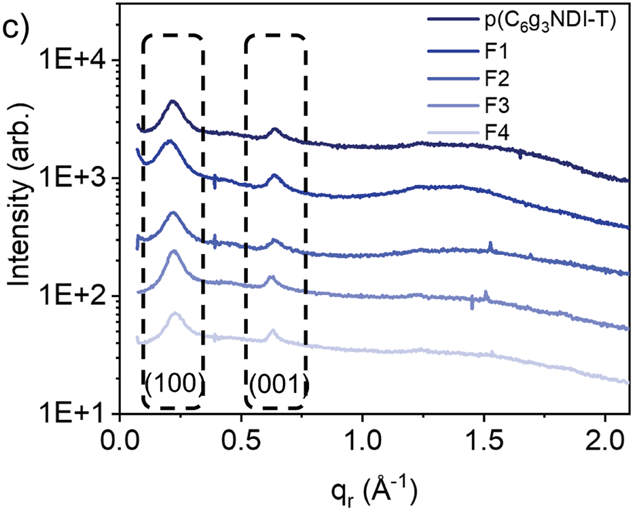 c)
p(C₆g₃NDI-T)
F1
F2
F3
F4
1E+4
1E+3
1E+2
1E+1
Intensity (arb.)
(100)
(001)
0.0 0.5 1.0 1.5 2.0
qᵣ (Å⁻¹)